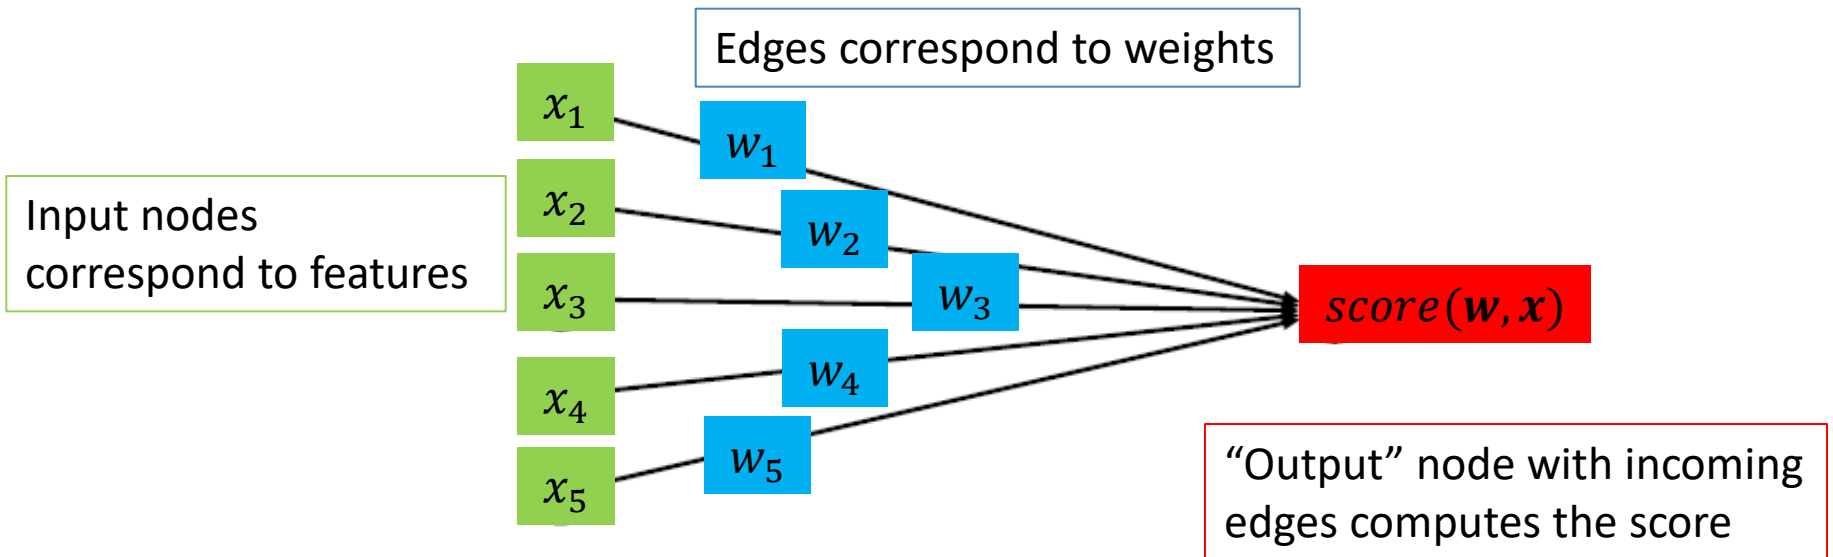 Edges correspond to weights
x₁
w₁
Input nodes
correspond to features
x₂
w₂
x₃
w₃
score(w, x)
x₄
w₄
x₅
w₅
“Output” node with incoming
edges computes the score